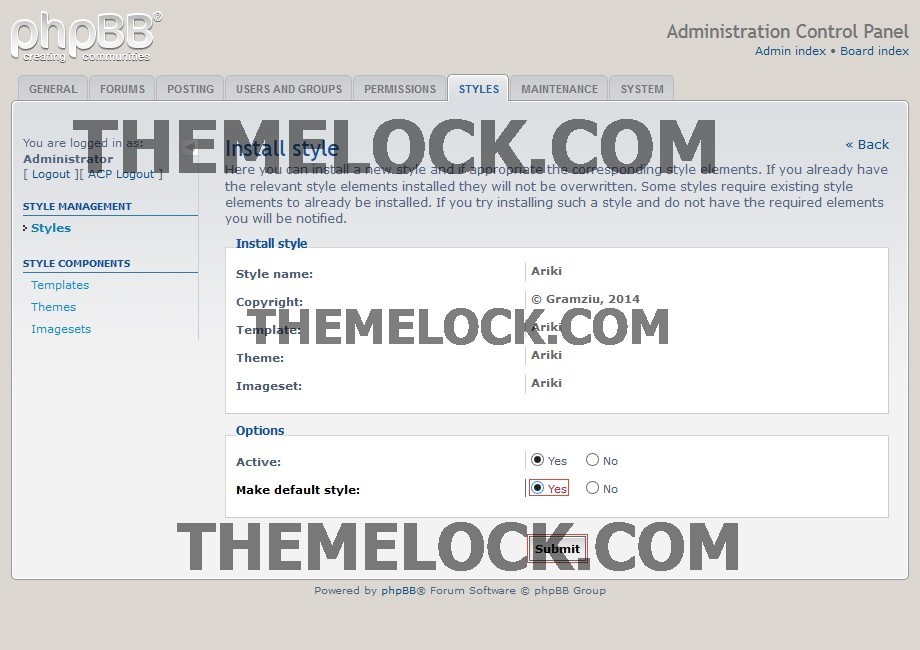 phpBB®
creating communities
Administration Control Panel
Admin index • Board index
GENERAL FORUMS POSTING USERS AND GROUPS PERMISSIONS STYLES MAINTENANCE SYSTEM
THEMELOCK.COM
You are logged in as:
Administrator
[ Logout ][ ACP Logout ]
STYLE MANAGEMENT
Styles
STYLE COMPONENTS
Templates
Themes
Imagesets
« Back
Install style
Here you can install a new style and if appropriate the corresponding style elements. If you already have
the relevant style elements installed they will not be overwritten. Some styles require existing style
elements to already be installed. If you try installing such a style and do not have the required elements
you will be notified.
Install style
Style name: Ariki
Copyright: © Gramziu, 2014
Template: Ariki
THEMELOCK.COM
Theme: Ariki
Imageset: Ariki
Options
Active: Yes No
Make default style: Yes No
THEMELOCK.COM
Submit
Powered by phpBB® Forum Software © phpBB Group